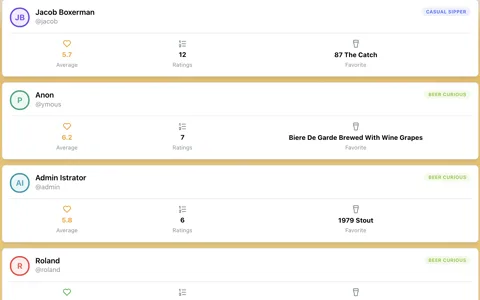 JB
Jacob Boxerman
@jacob
CASUAL SIPPER
5.7
12
87 The Catch
Average
Ratings
Favorite
P
Anon
@ymous
BEER CURIOUS
6.2
7
Biere De Garde Brewed With Wine Grapes
Average
Ratings
Favorite
AI
Admin Istrator
@admin
BEER CURIOUS
5.8
6
1979 Stout
Average
Ratings
Favorite
R
Roland
@roland
BEER CURIOUS